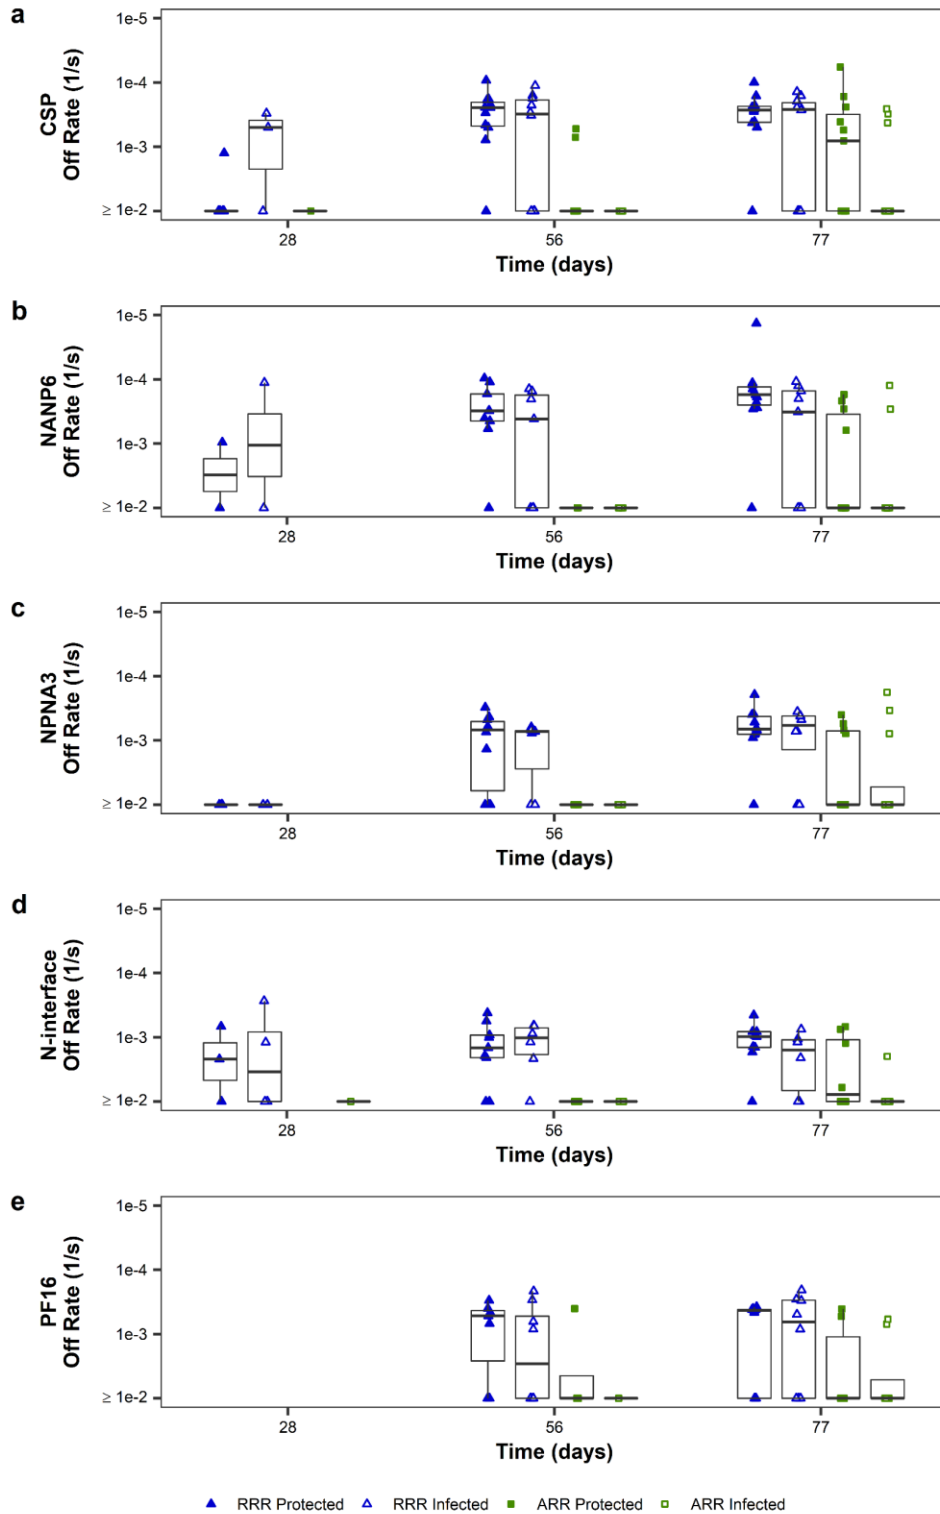 a
CSP
Off Rate (1/s)
1e-5
1e-4
1e-3
≥ 1e-2
28
56
77
Time (days)
b
NANP6
Off Rate (1/s)
1e-5
1e-4
1e-3
≥ 1e-2
28
56
77
Time (days)
c
NPNA3
Off Rate (1/s)
1e-5
1e-4
1e-3
≥ 1e-2
28
56
77
Time (days)
d
N-interface
Off Rate (1/s)
1e-5
1e-4
1e-3
≥ 1e-2
28
56
77
Time (days)
e
PF16
Off Rate (1/s)
1e-5
1e-4
1e-3
≥ 1e-2
28
56
77
Time (days)
RRR Protected RRR Infected ARR Protected ARR Infected